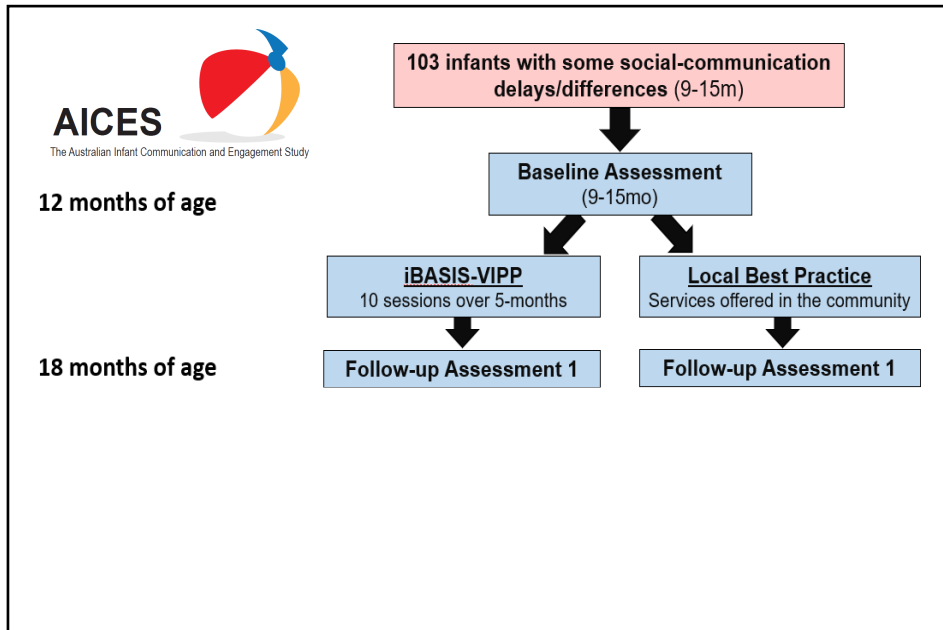 AICES
The Australian Infant Communication and Engagement Study
103 infants with some social-communication
delays/differences (9-15m)
12 months of age
Baseline Assessment
(9-15mo)
iBASIS-VIPP
10 sessions over 5-months
Local Best Practice
Services offered in the community
18 months of age
Follow-up Assessment 1
Follow-up Assessment 1